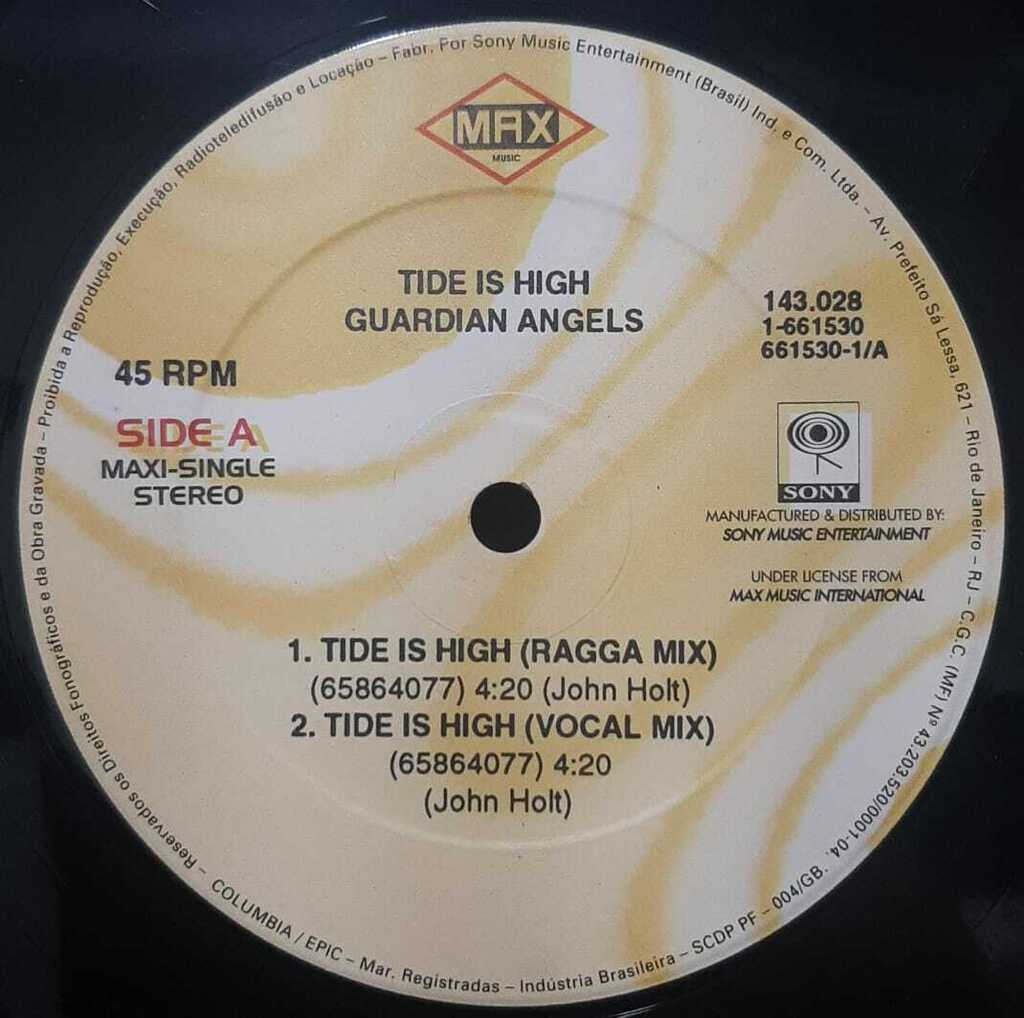 Reservados os Direitos Fonográficos e da Obra Gravada – Proibida a Reprodução, Execução, Radioteledifusão e Locação – Fabr. Por Sony Music Entertainment (Brasil) Ind. e Com. Ltda. – Av. Prefeito Sá Lessa, 621 – Rio de Janeiro – RJ – C.G.C. (MF) Nº 43.203.520/0001-04.
MAX
MUSIC
TIDE IS HIGH
GUARDIAN ANGELS
143.028
1-661530
661530-1/A
45 RPM
SIDE A
MAXI-SINGLE
STEREO
SONY
MANUFACTURED & DISTRIBUTED BY:
SONY MUSIC ENTERTAINMENT
UNDER LICENSE FROM
MAX MUSIC INTERNATIONAL
1. TIDE IS HIGH (RAGGA MIX)
(65864077) 4:20 (John Holt)
2. TIDE IS HIGH (VOCAL MIX)
(65864077) 4:20
(John Holt)
COLUMBIA / EPIC – Mar. Registradas – Indústria Brasileira – SCDP PF – 004/GB.